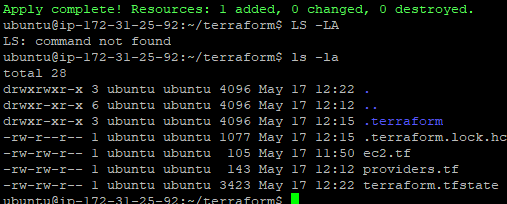 Apply complete! Resources: 1 added, 0 changed, 0 destroyed.
ubuntu@ip-172-31-25-92:~/terraform$ LS -LA
LS: command not found
ubuntu@ip-172-31-25-92:~/terraform$ ls -la
total 28
drwxrwxr-x 3 ubuntu ubuntu 4096 May 17 12:22 .
drwxr-xr-x 6 ubuntu ubuntu 4096 May 17 12:12 ..
drwxr-xr-x 3 ubuntu ubuntu 4096 May 17 12:15 .terraform
-rw-r--r-- 1 ubuntu ubuntu 1077 May 17 12:15 .terraform.lock.hc
-rw-rw-r-- 1 ubuntu ubuntu  105 May 17 11:50 ec2.tf
-rw-rw-r-- 1 ubuntu ubuntu  143 May 17 12:12 providers.tf
-rw-rw-r-- 1 ubuntu ubuntu 3423 May 17 12:22 terraform.tfstate
ubuntu@ip-172-31-25-92:~/terraform$